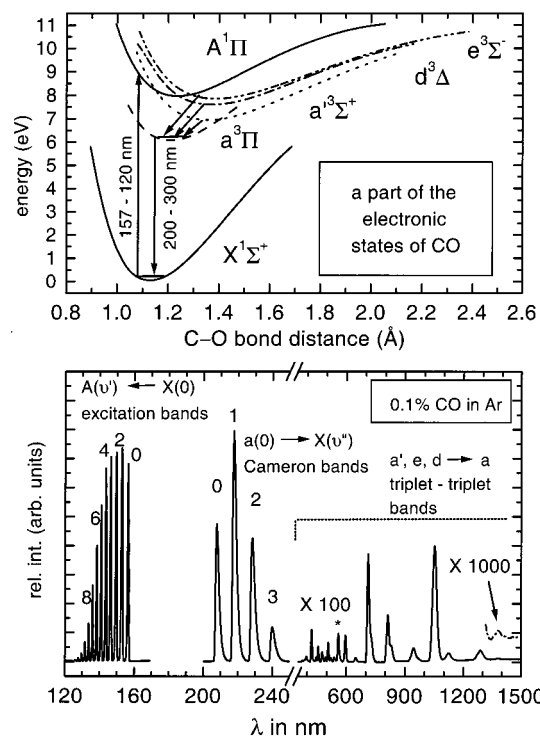 11
10
9
8
7
6
5
4
3
2
1
0
energy (eV)
A¹Π
e³Σ⁻
d³Δ
a'³Σ⁺
a³Π
157 - 120 nm
200 - 300 nm
X¹Σ⁺
a part of the
electronic
states of CO
0.8 1.0 1.2 1.4 1.6 1.8 2.0 2.2 2.4 2.6
C–O bond distance (Å)
A(υ') ← X(0)
excitation bands
0.1% CO in Ar
a(0) → X(υ")
Cameron bands
a', e, d → a
triplet - triplet
bands
4 2 0
6
8
0
1
2
3
X 100
*
X 1000
rel. int. (arb. units)
120 140 160 200 240 600 900 1200 1500
λ in nm